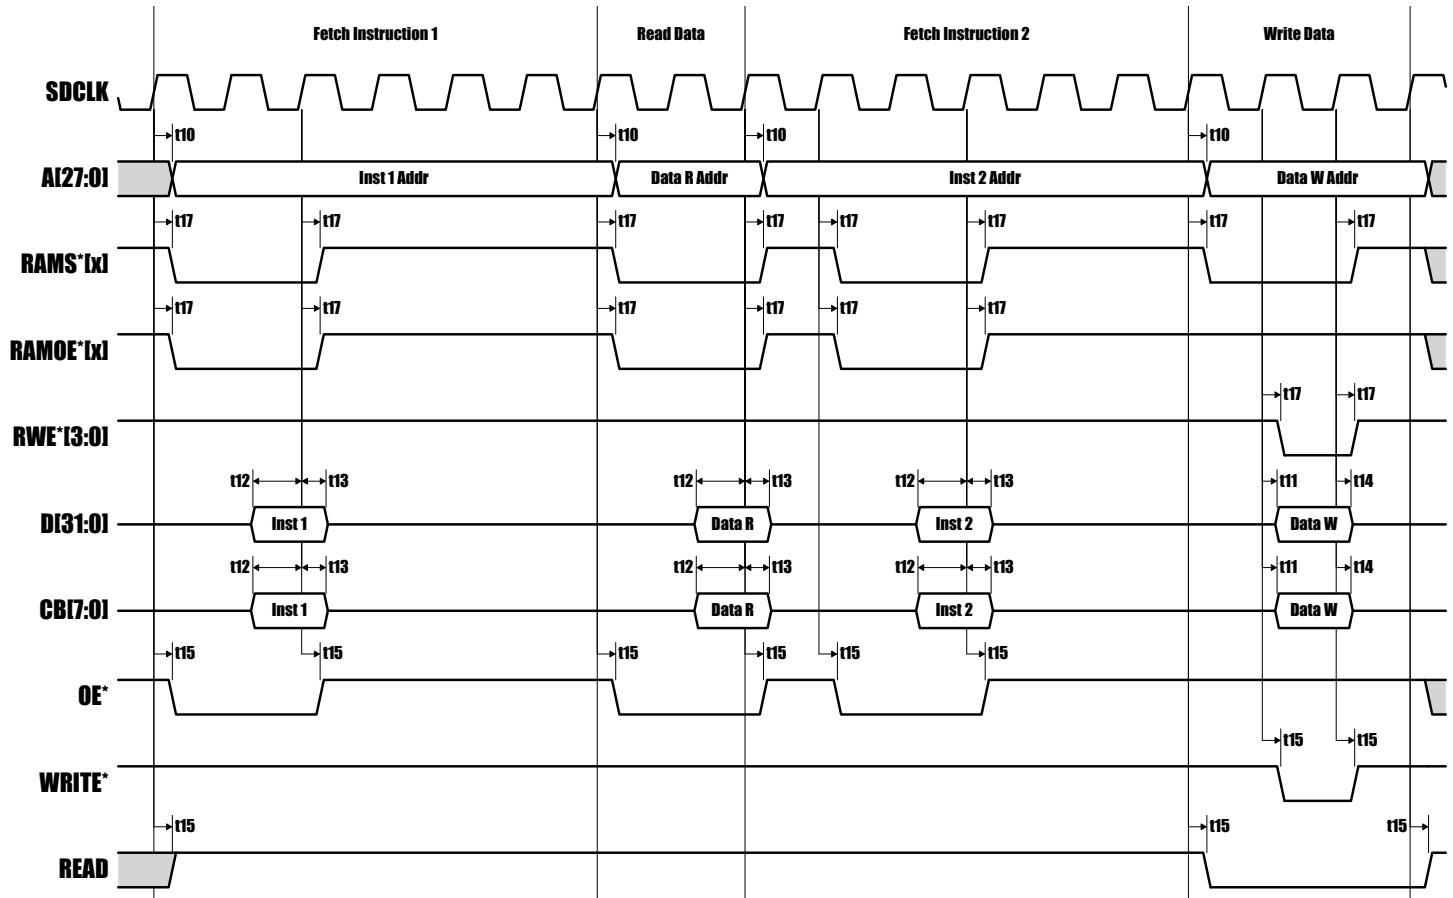 Fetch Instruction 1 Read Data Fetch Instruction 2 Write Data
SDCLK
t10 t10 t10 t10
A[27:0] Inst 1 Addr Data R Addr Inst 2 Addr Data W Addr
t17 t17 t17 t17 t17 t17 t17 t17
RAMS*[x]
t17 t17 t17 t17 t17 t17
RAMOE*[x]
t17 t17
RWE*[3:0]
t12 t13 t12 t13 t12 t13 t11 t14
D[31:0] Inst 1 Data R Inst 2 Data W
t12 t13 t12 t13 t12 t13 t11 t14
CB[7:0] Inst 1 Data R Inst 2 Data W
t15 t15 t15 t15 t15 t15
OE*
t15 t15
WRITE*
t15 t15 t15
READ